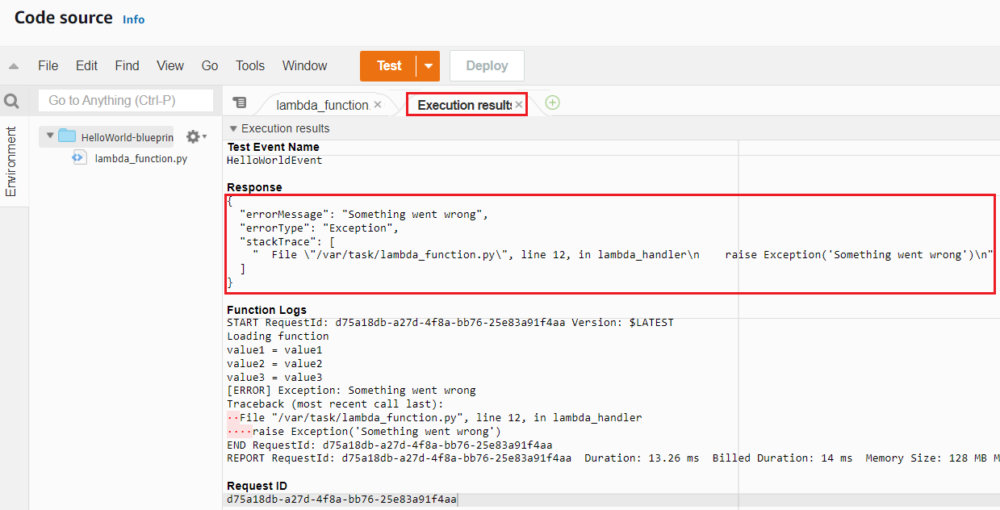 Code source Info
File Edit Find View Go Tools Window Test Deploy
Go to Anything (Ctrl-P)
lambda_function.
Execution results
Environment
HelloWorld-blueprin
lambda_function.py
Execution results
Test Event Name
HelloWorldEvent
Response
{
  "errorMessage": "Something went wrong",
  "errorType": "Exception",
  "stackTrace": [
    "  File \"/var/task/lambda_function.py\", line 12, in lambda_handler\n    raise Exception('Something went wrong')\n"
  ]
}
Function Logs
START RequestId: d75a18db-a27d-4f8a-bb76-25e83a91f4aa Version: $LATEST
Loading function
value1 = value1
value2 = value2
value3 = value3
[ERROR] Exception: Something went wrong
Traceback (most recent call last):
··File "/var/task/lambda_function.py", line 12, in lambda_handler
····raise Exception('Something went wrong')
END RequestId: d75a18db-a27d-4f8a-bb76-25e83a91f4aa
REPORT RequestId: d75a18db-a27d-4f8a-bb76-25e83a91f4aa  Duration: 13.26 ms  Billed Duration: 14 ms  Memory Size: 128 MB M
Request ID
d75a18db-a27d-4f8a-bb76-25e83a91f4aa